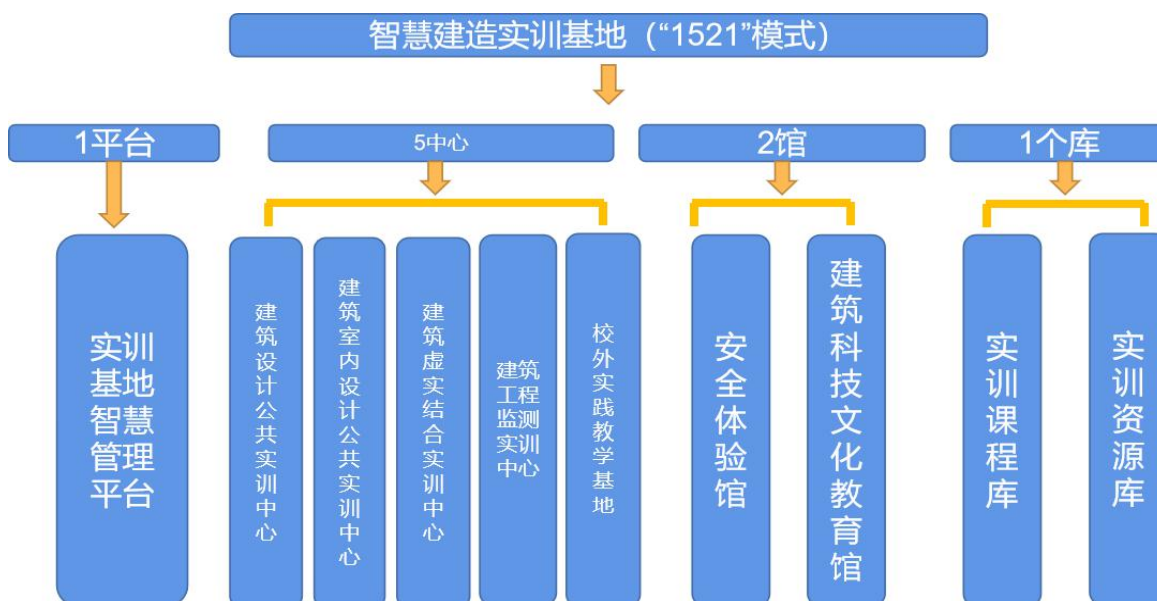 智慧建造实训基地（“1521”模式）
1平台
5中心
2馆
1个库
实训
基地
智慧
管理
平台
建筑设计公共实训中心
建筑室内设计公共实训中心
建筑虚实结合实训中心
建筑
工程
监测
实训
中心
校外实践教学基地
安全体验馆
建筑科技文化教育馆
实训课程库
实训资源库